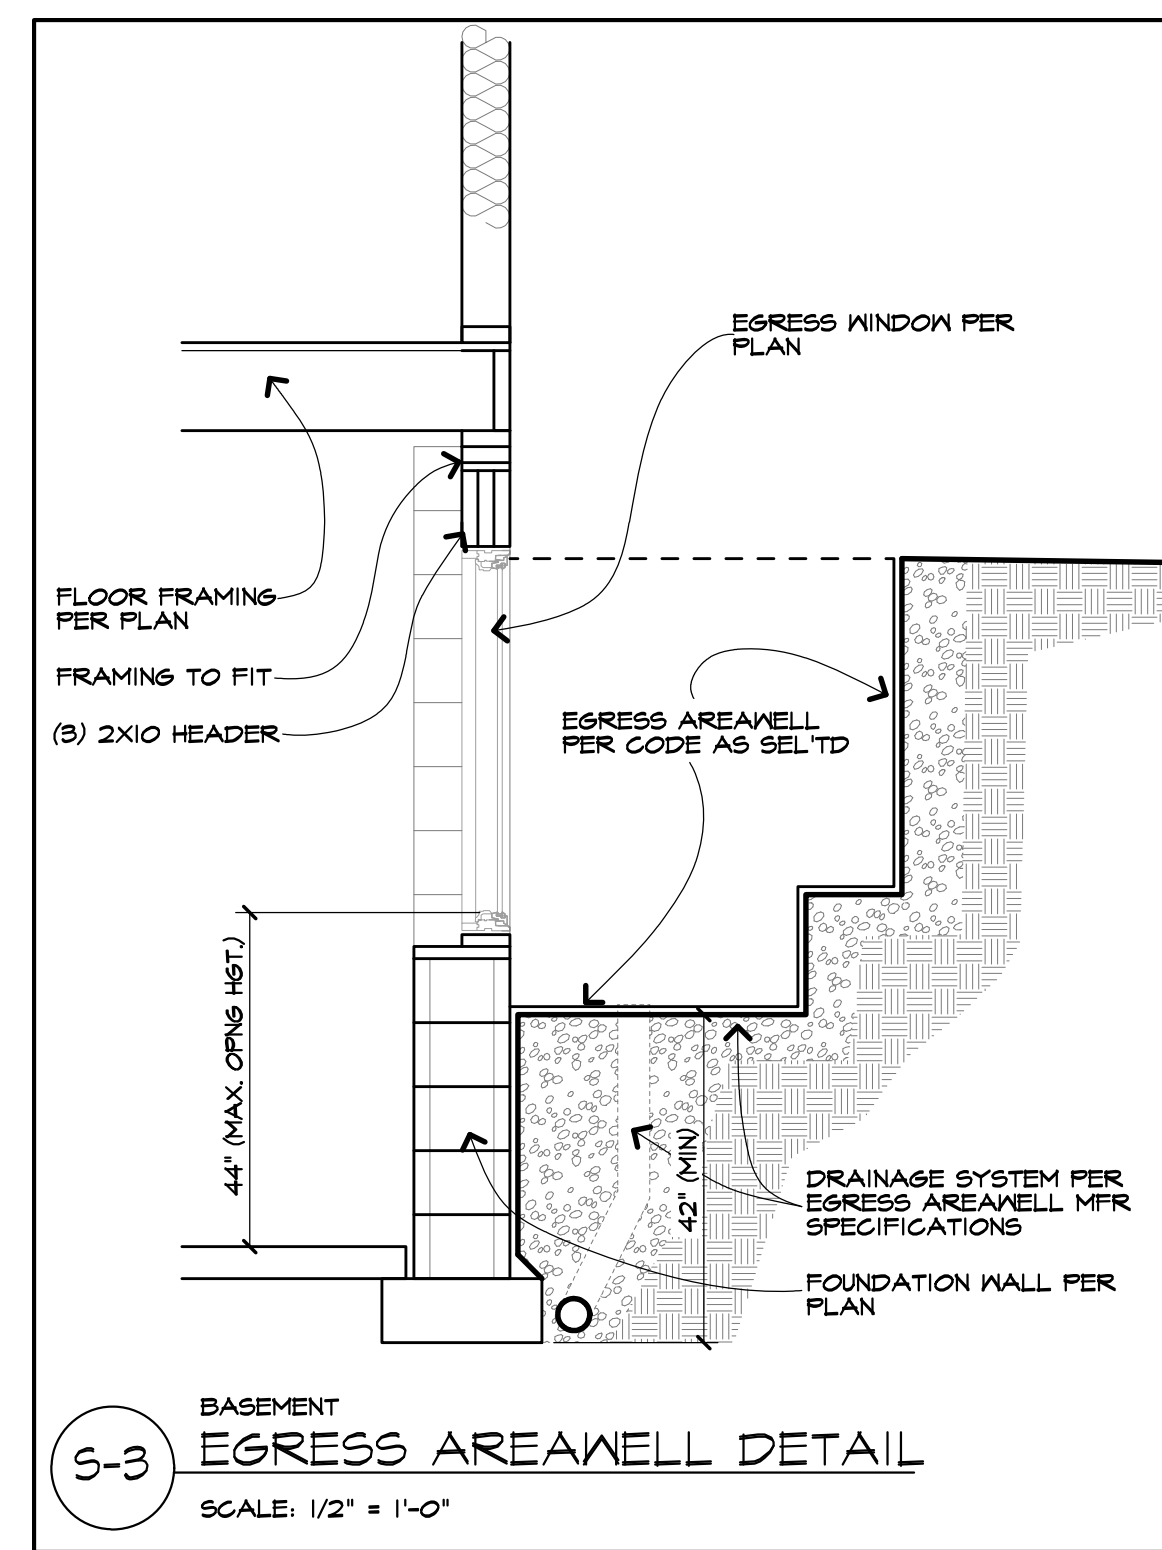 EGRESS WINDOW PER
PLAN
FLOOR FRAMING
PER PLAN
FRAMING TO FIT
(3) 2X10 HEADER
EGRESS AREAWELL
PER CODE AS SEL'TD
44" (MAX. OPNG HGT.)
42" (MIN)
DRAINAGE SYSTEM PER
EGRESS AREAWELL MFR
SPECIFICATIONS
FOUNDATION WALL PER
PLAN
S-3
BASEMENT
EGRESS AREAWELL DETAIL
SCALE: 1/2" = 1'-0"